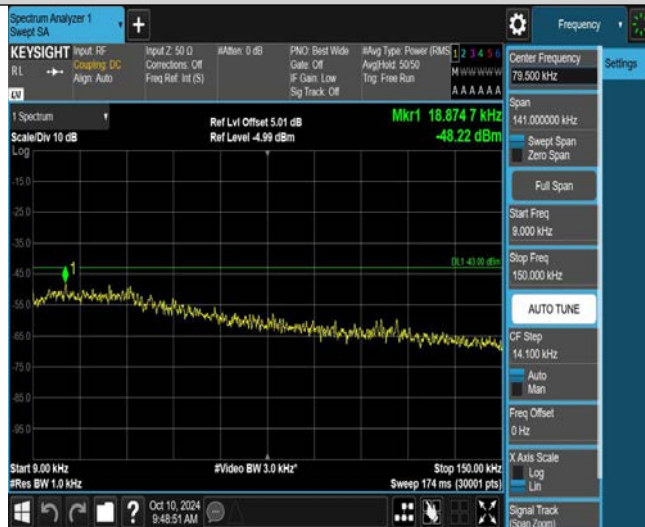 Spectrum Analyzer 1
Swept SA
Frequency
KEYSIGHT
Input: RF
Coupling: DC
Align: Auto
RL
LXI
Input Z: 50 Ω
Corrections: Off
Freq Ref: Int (S)
#Atten: 0 dB
PNO: Best Wide
Gate: Off
IF Gain: Low
Sig Track: Off
#Avg Type: Power (RMS
Avg|Hold: 50/50
Trig: Free Run
1 2 3 4 5 6
M W W W W W
A A A A A A
Center Frequency
79.500 kHz
Settings
Span
141.000000 kHz
Swept Span
Zero Span
Full Span
Start Freq
9.000 kHz
Stop Freq
150.000 kHz
AUTO TUNE
CF Step
14.100 kHz
Auto
Man
Freq Offset
0 Hz
X Axis Scale
Log
Lin
Signal Track
(Span Zoom)
1 Spectrum
Scale/Div 10 dB
Log
Ref Lvl Offset 5.01 dB
Ref Level -4.99 dBm
Mkr1 18.874 7 kHz
-48.22 dBm
-15.0
-25.0
-35.0
-45.0
-55.0
-65.0
-75.0
-85.0
-95.0
1
DL1 -43.00 dBm
Start 9.00 kHz
#Video BW 3.0 kHz*
Stop 150.00 kHz
#Res BW 1.0 kHz
Sweep 174 ms (30001 pts)
?
Oct 10, 2024
9:48:51 AM